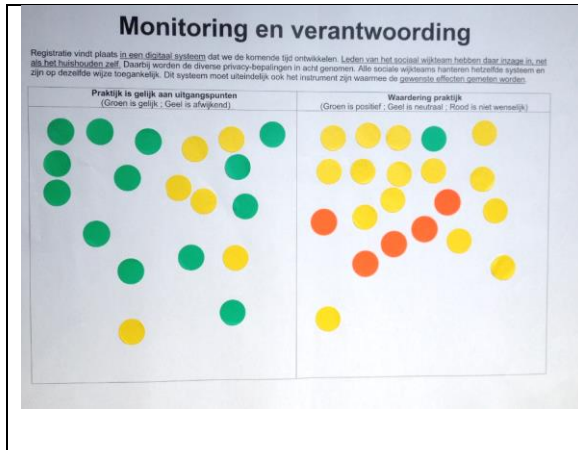 Monitoring en verantwoording
Registratie vindt plaats in een digitaal systeem dat we de komende tijd ontwikkelen. Leden van het sociaal wijkteam hebben daar inzage in, net
als het huishouden zelf. Daarbij worden de diverse privacy-bepalingen in acht genomen. Alle sociale wijkteams hanteren hetzelfde systeem en
zijn op dezelfde wijze toegankelijk. Dit systeem moet uiteindelijk ook het instrument zijn waarmee de gewenste effecten gemeten worden.
Praktijk is gelijk aan uitgangspunten
(Groen is gelijk ; Geel is afwijkend)
Waardering praktijk
(Groen is positief ; Geel is neutraal ; Rood is niet wenselijk)